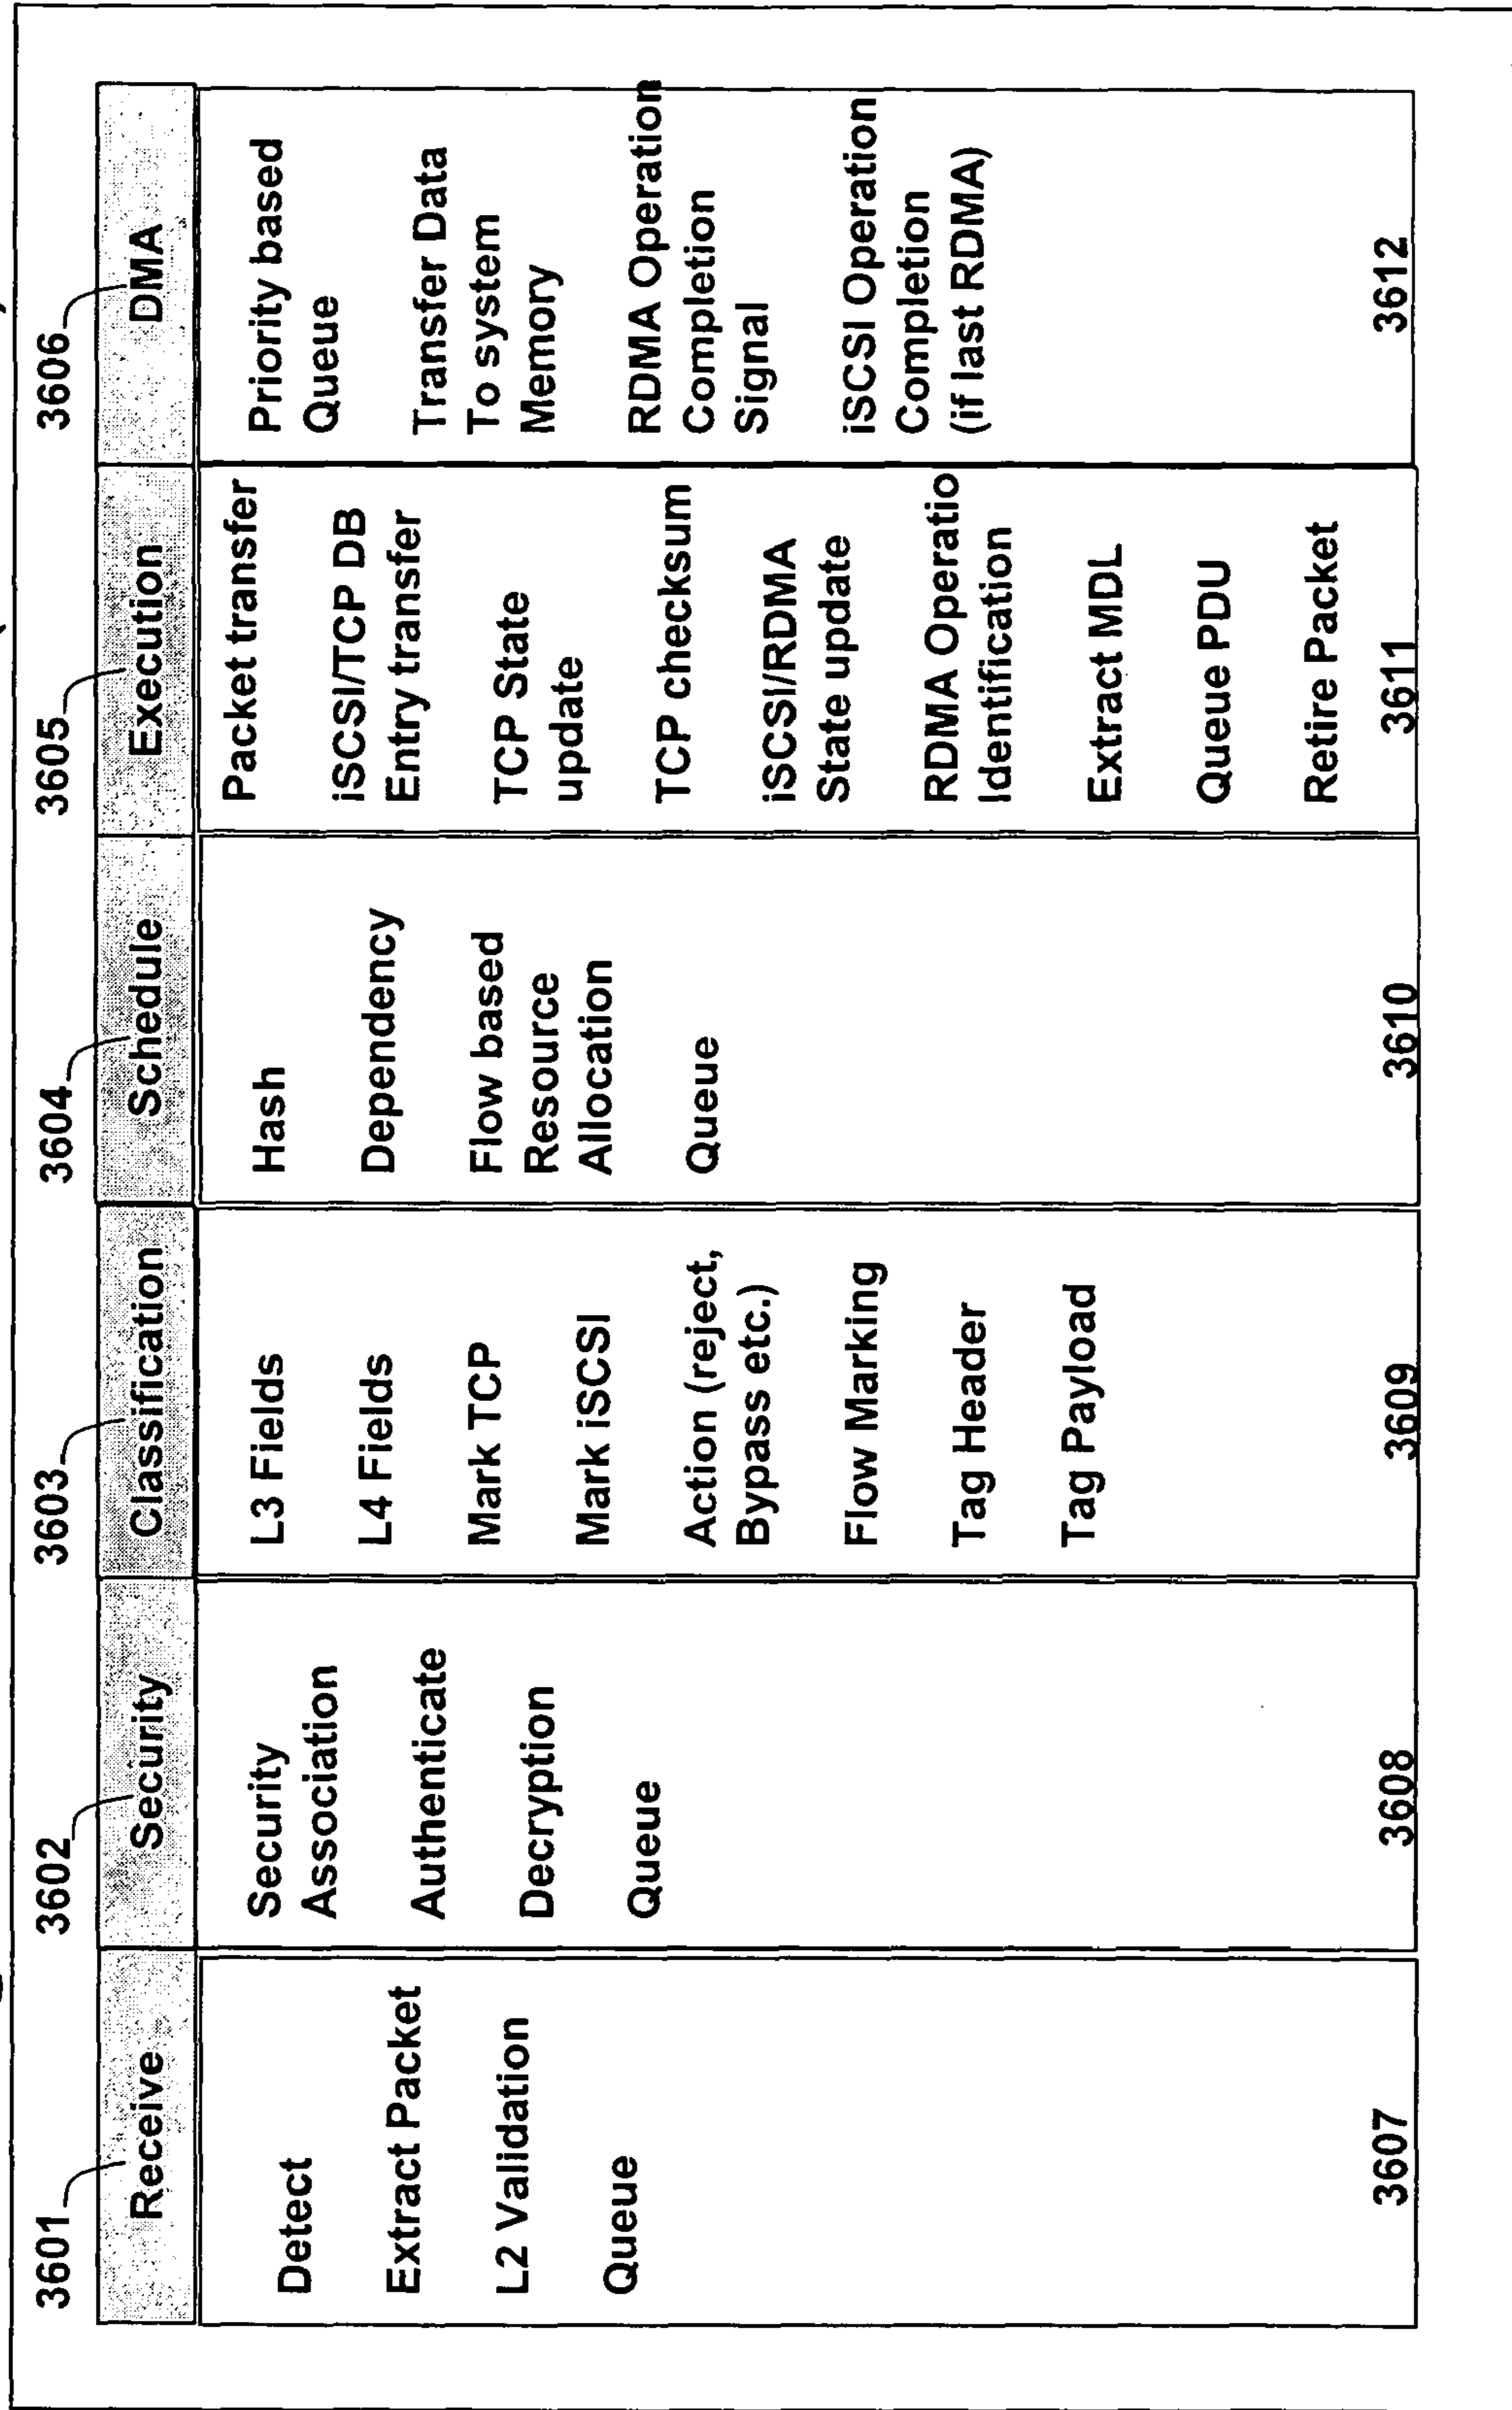 3601
Receive
Detect
Extract Packet
L2 Validation
Queue
3607
3602
Security
Security
Association
Authenticate
Decryption
Queue
3608
3603
Classification
L3 Fields
L4 Fields
Mark TCP
Mark iSCSI
Action (reject,
Bypass etc.)
Flow Marking
Tag Header
Tag Payload
3609
3604
Schedule
Hash
Dependency
Flow based
Resource
Allocation
Queue
3610
3605
Execution
Packet transfer
iSCSI/TCP DB
Entry transfer
TCP State
update
TCP checksum
iSCSI/RDMA
State update
RDMA Operatio
Identification
Extract MDL
Queue PDU
Retire Packet
3611
3606
DMA
Priority based
Queue
Transfer Data
To system
Memory
RDMA Operation
Completion
Signal
iSCSI Operation
Completion
(if last RDMA)
3612